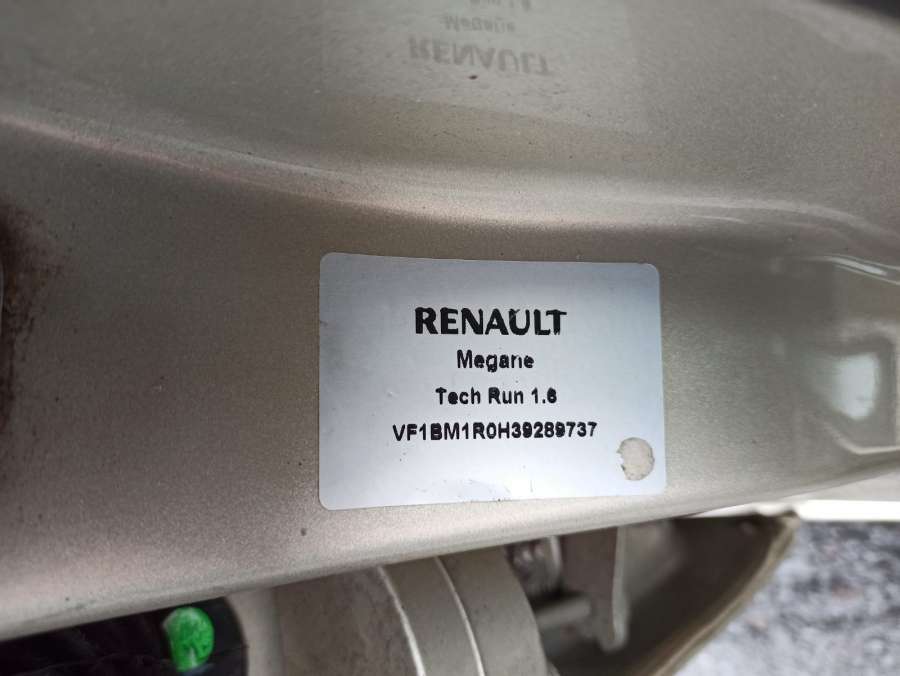 RENAULT
Megane
Tech Run 1.6
VF1BM1R0H39289737